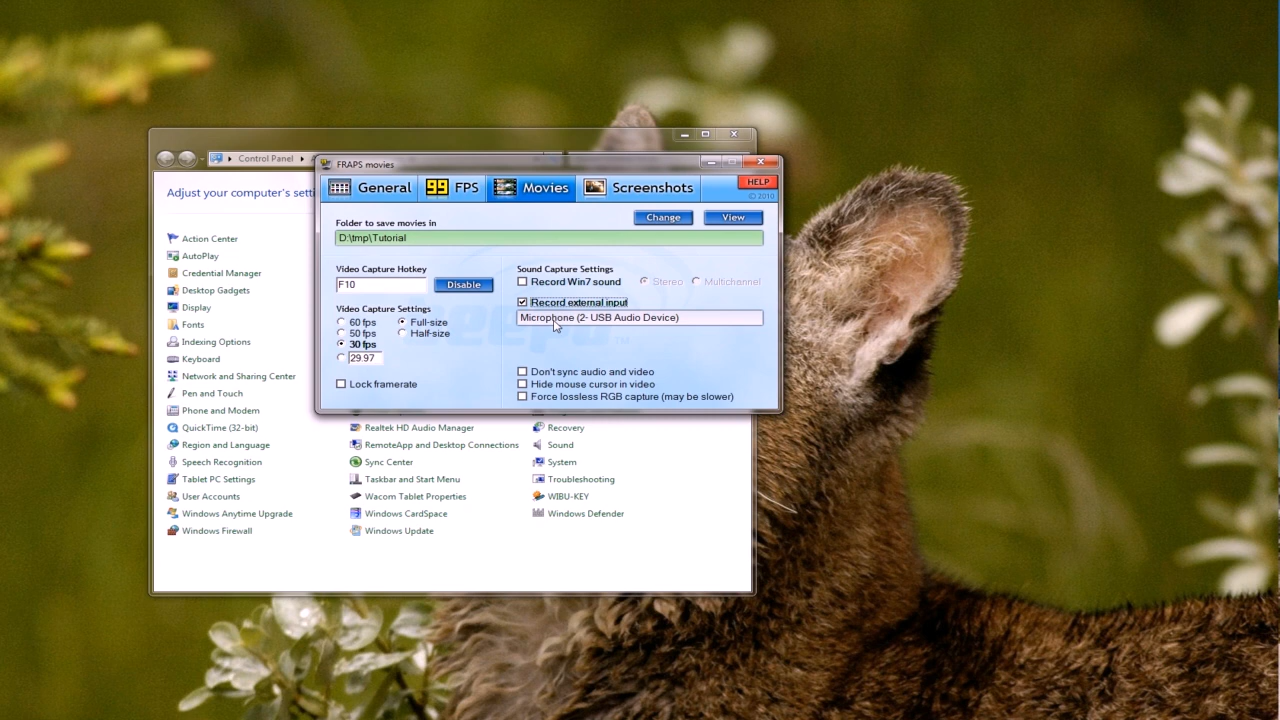 Control Panel
Adjust your computer's setti
Action Center
AutoPlay
Credential Manager
Desktop Gadgets
Display
Fonts
Indexing Options
Keyboard
Network and Sharing Center
Pen and Touch
Phone and Modem
QuickTime (32-bit)
Region and Language
Speech Recognition
Tablet PC Settings
User Accounts
Windows Anytime Upgrade
Windows Firewall
Realtek HD Audio Manager
RemoteApp and Desktop Connections
Sync Center
Taskbar and Start Menu
Wacom Tablet Properties
Windows CardSpace
Windows Update
Recovery
Sound
System
Troubleshooting
WIBU-KEY
Windows Defender
FRAPS movies
General
99 FPS
Movies
Screenshots
HELP
© 2010
Folder to save movies in
Change
View
D:\tmp\Tutorial
Video Capture Hotkey
F10
Disable
Video Capture Settings
60 fps
50 fps
30 fps
29.97
Full-size
Half-size
Lock framerate
Sound Capture Settings
Record Win7 sound
Stereo
Multichannel
Record external input
Microphone (2- USB Audio Device)
Don't sync audio and video
Hide mouse cursor in video
Force lossless RGB capture (may be slower)